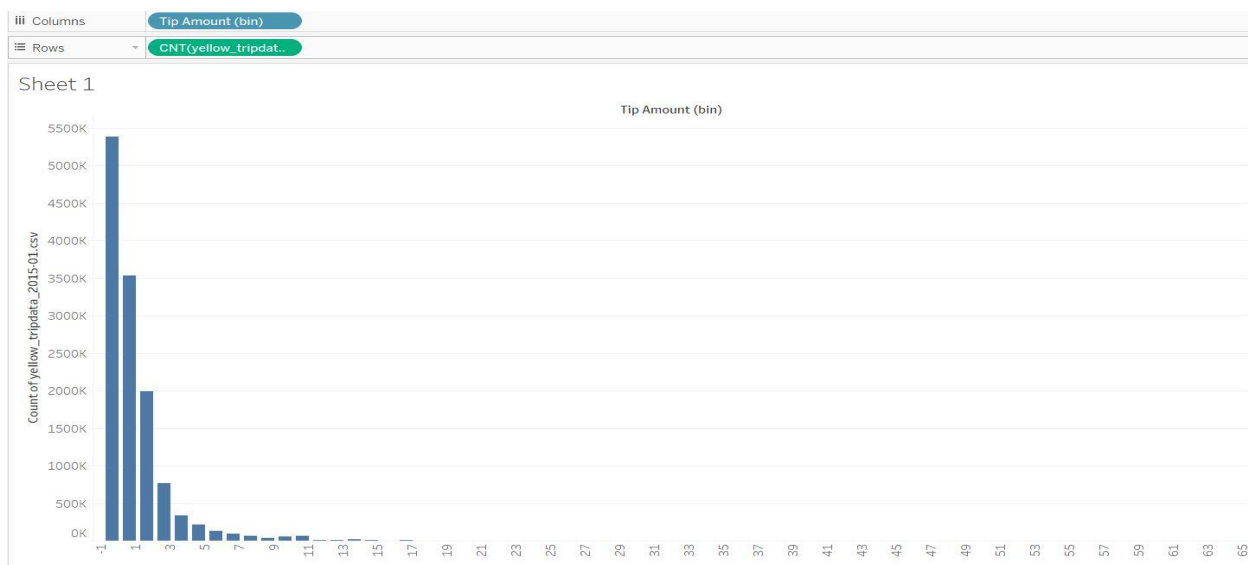 Columns Tip Amount (bin)
Rows CNT(yellow_tripdat..
Sheet 1
Tip Amount (bin)
5500K
5000K
4500K
4000K
3500K
3000K
2500K
2000K
1500K
1000K
500K
0K
Count of yellow_tripdata_2015-01.csv
-1 1 3 5 7 9 11 13 15 17 19 21 23 25 27 29 31 33 35 37 39 41 43 45 47 49 51 53 55 57 59 61 63 65